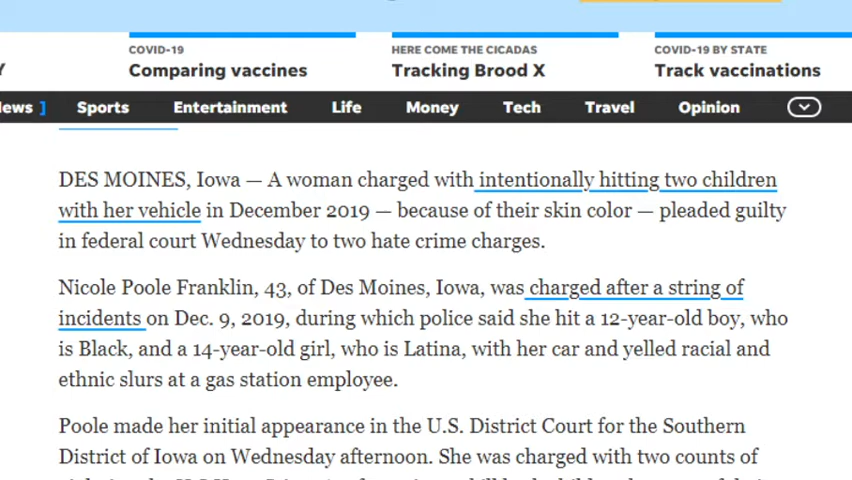 COVID-19
Comparing vaccines
HERE COME THE CICADAS
Tracking Brood X
COVID-19 BY STATE
Track vaccinations
Sports Entertainment Life Money Tech Travel Opinion
DES MOINES, Iowa — A woman charged with intentionally hitting two children
with her vehicle in December 2019 — because of their skin color — pleaded guilty
in federal court Wednesday to two hate crime charges.
Nicole Poole Franklin, 43, of Des Moines, Iowa, was charged after a string of
incidents on Dec. 9, 2019, during which police said she hit a 12-year-old boy, who
is Black, and a 14-year-old girl, who is Latina, with her car and yelled racial and
ethnic slurs at a gas station employee.
Poole made her initial appearance in the U.S. District Court for the Southern
District of Iowa on Wednesday afternoon. She was charged with two counts of